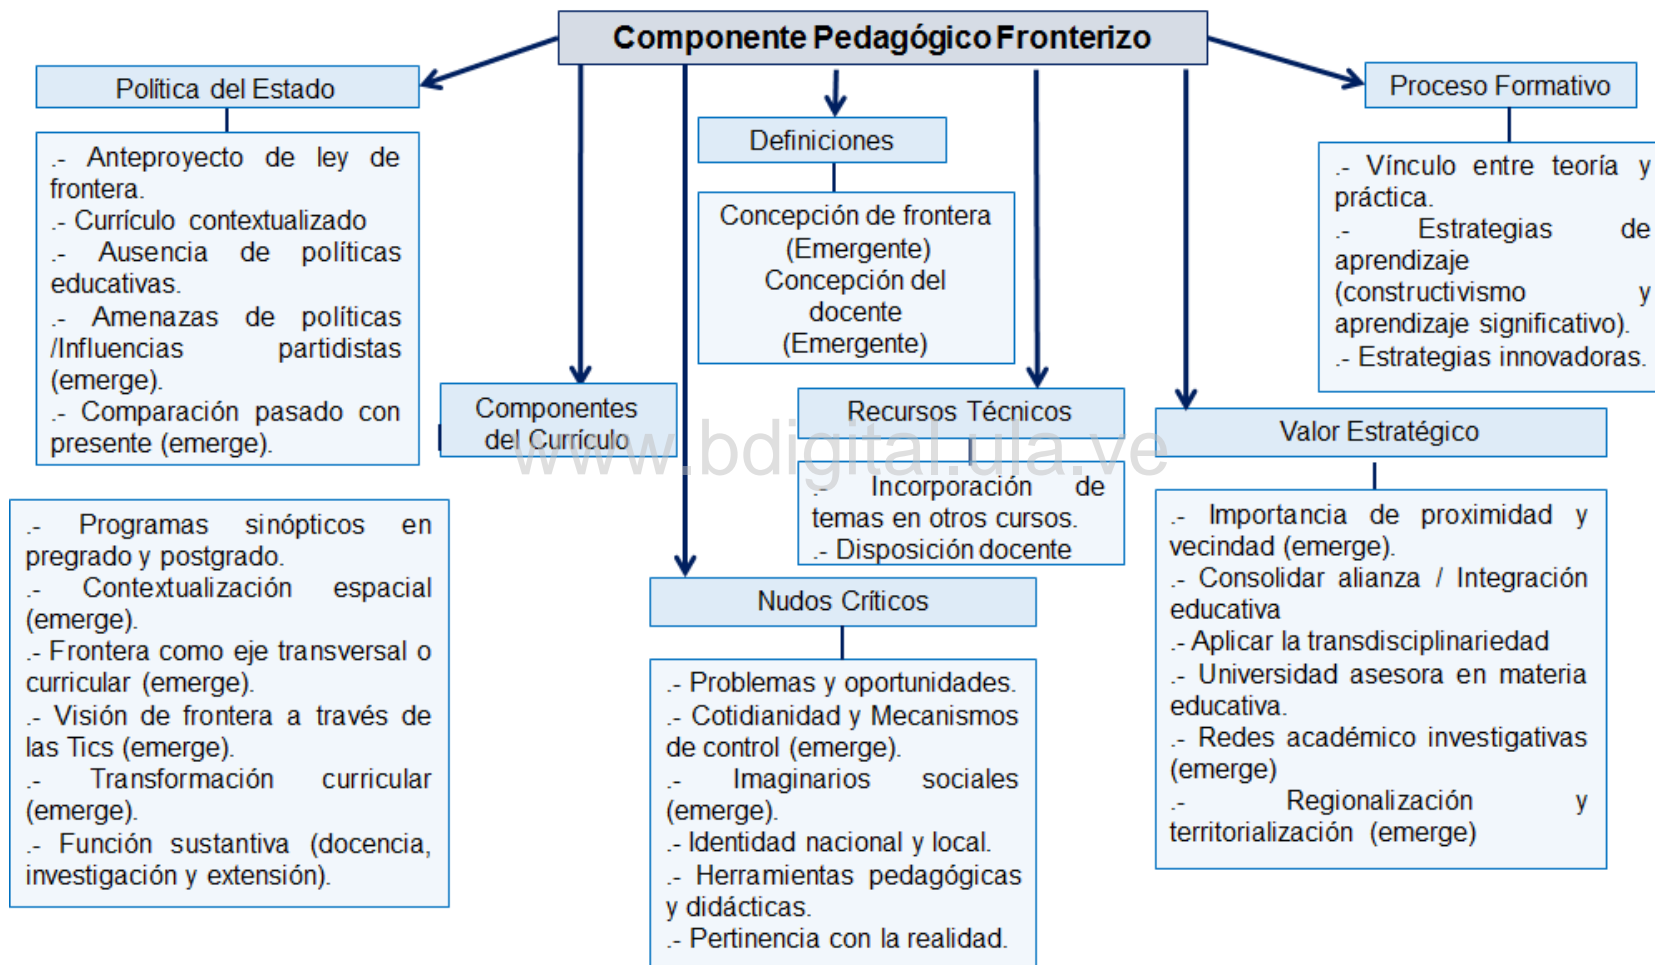 Componente Pedagógico Fronterizo
Política del Estado
.- Anteproyecto de ley de
frontera.
.- Currículo contextualizado
.- Ausencia de políticas
educativas.
.- Amenazas de políticas
/Influencias partidistas
(emerge).
.- Comparación pasado con
presente (emerge).
Componentes
del Currículo
.- Programas sinópticos en
pregrado y postgrado.
.- Contextualización espacial
(emerge).
.- Frontera como eje transversal o
curricular (emerge).
.- Visión de frontera a través de
las Tics (emerge).
.- Transformación curricular
(emerge).
.- Función sustantiva (docencia,
investigación y extensión).
Nudos Críticos
.- Problemas y oportunidades.
.- Cotidianidad y Mecanismos
de control (emerge).
.- Imaginarios sociales
(emerge).
.- Identidad nacional y local.
.- Herramientas pedagógicas
y didácticas.
.- Pertinencia con la realidad.
Definiciones
Concepción de frontera
(Emergente)
Concepción del
docente
(Emergente)
Recursos Técnicos
.- Incorporación de
temas en otros cursos.
.- Disposición docente
Valor Estratégico
.- Importancia de proximidad y
vecindad (emerge).
.- Consolidar alianza / Integración
educativa
.- Aplicar la transdisciplinariedad
.- Universidad asesora en materia
educativa.
.- Redes académico investigativas
(emerge)
.- Regionalización y
territorialización (emerge)
Proceso Formativo
.- Vínculo entre teoría y
práctica.
.- Estrategias de
aprendizaje
(constructivismo y
aprendizaje significativo).
.- Estrategias innovadoras.
www.bdigital.ula.ve